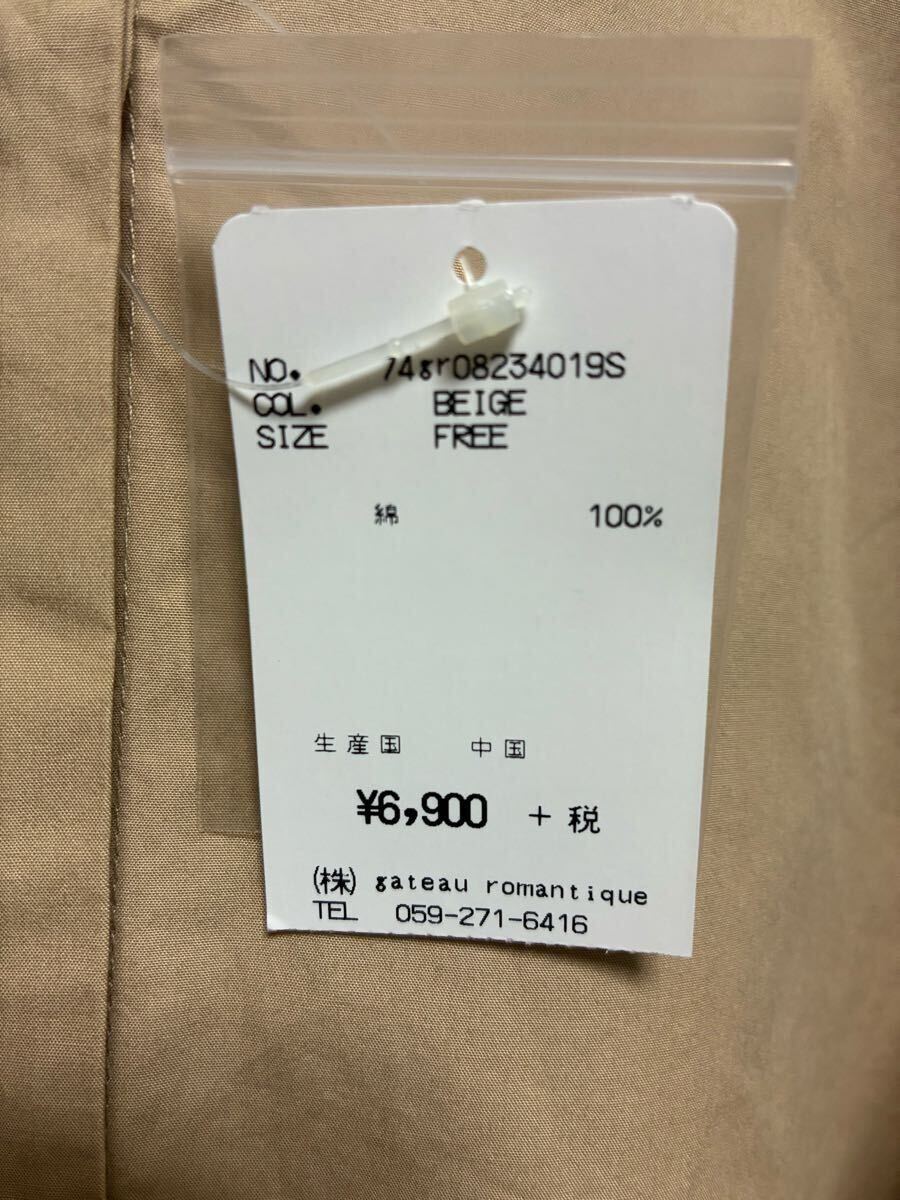 NO. 74gr08234019S
COL. BEIGE
SIZE FREE
綿 100%
生産国 中国
¥6,900 +税
(株) gateau romantique
TEL 059-271-6416